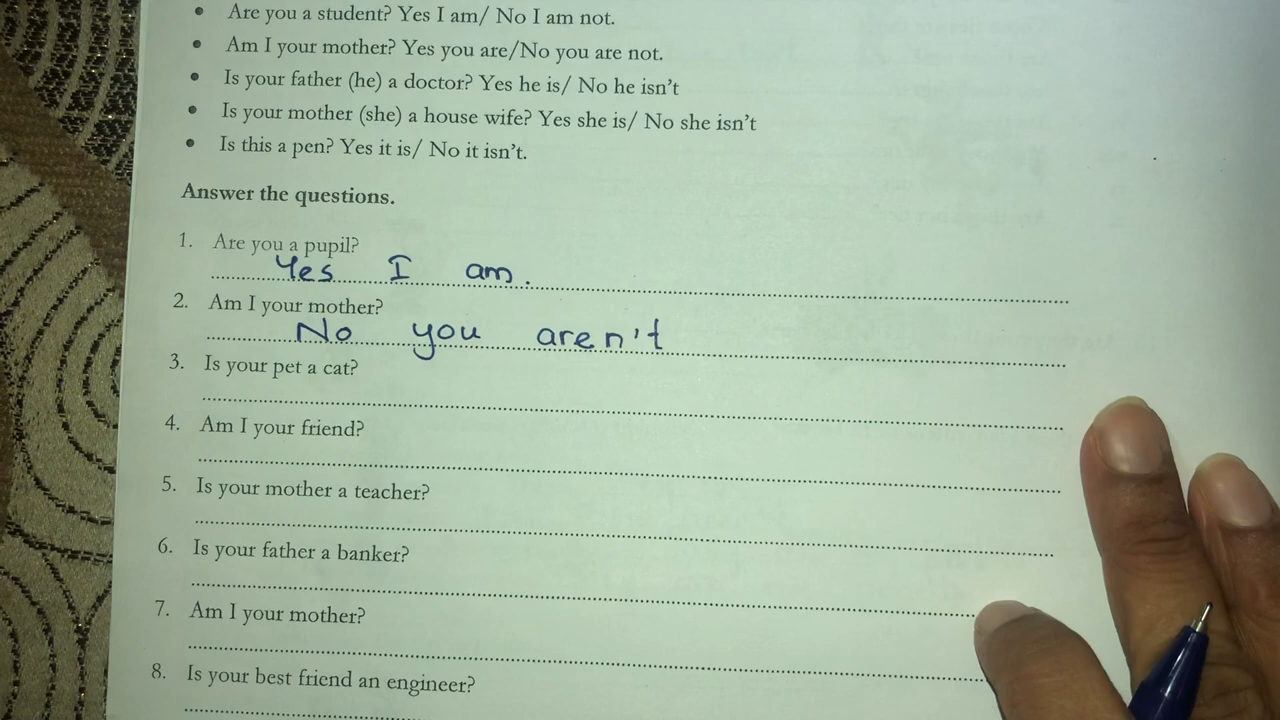 • Are you a student? Yes I am/ No I am not.
• Am I your mother? Yes you are/No you are not.
• Is your father (he) a doctor? Yes he is/ No he isn't
• Is your mother (she) a house wife? Yes she is/ No she isn't
• Is this a pen? Yes it is/ No it isn't.
Answer the questions.
1. Are you a pupil?
Yes I am.
2. Am I your mother?
No you aren't
3. Is your pet a cat?
4. Am I your friend?
5. Is your mother a teacher?
6. Is your father a banker?
7. Am I your mother?
8. Is your best friend an engineer?